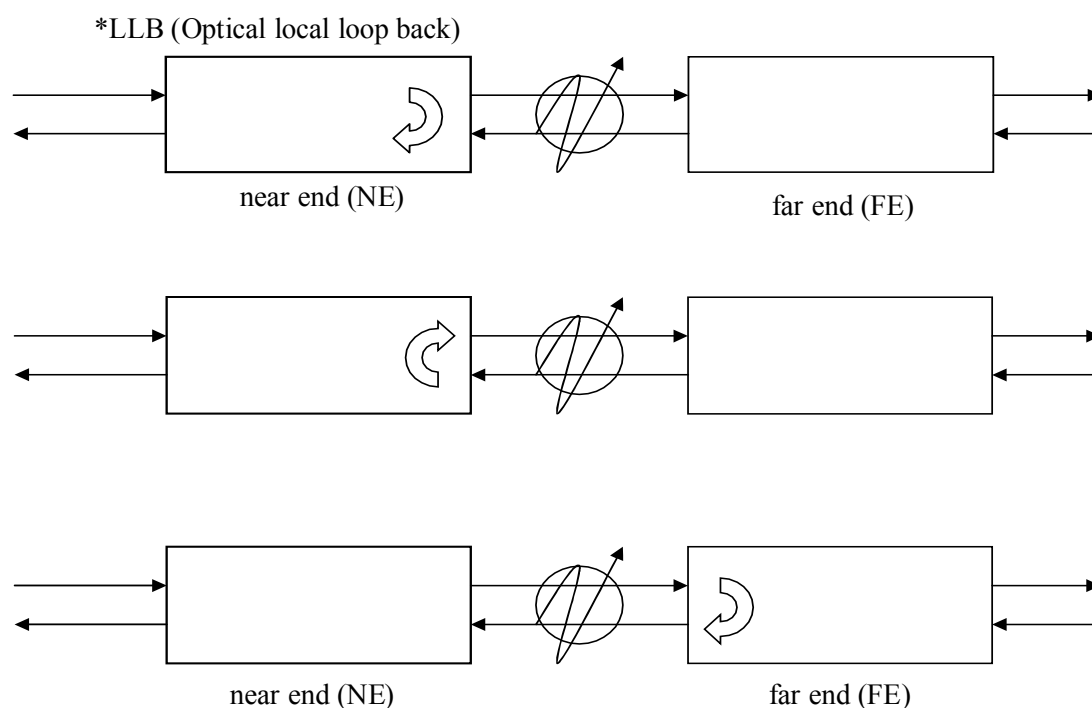 *LLB (Optical local loop back)
near end (NE)
far end (FE)
near end (NE)
far end (FE)